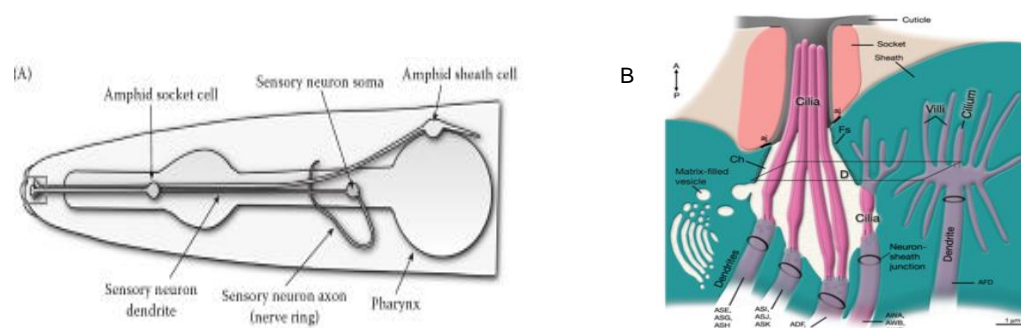 (A)
Amphid socket cell
Sensory neuron soma
Amphid sheath cell
Sensory neuron
dendrite
Sensory neuron axon
(nerve ring)
Pharynx
B
Cuticle
Socket
Sheath
A
P
Cilia
Villi
Cilium
aj
aj
Fs
Ch
D
Matrix-filled
vesicle
Cilia
Neuron-
sheath
junction
Dendrites
Dendrite
ASE,
ASG,
ASH
ASI,
ASJ,
ASK
ADF,
AWA,
AWB,
AFD
1 µm